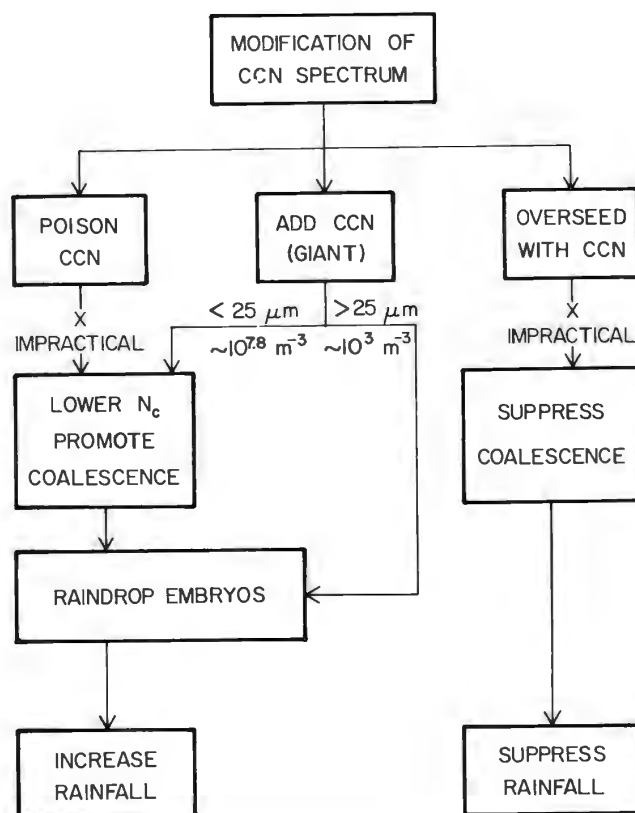 MODIFICATION OF
CCN SPECTRUM
POISON
CCN
ADD CCN
(GIANT)
OVERSEED
WITH CCN
X
IMPRACTICAL
< 25 μm
~10^7.8 m^-3
> 25 μm
~10^3 m^-3
X
IMPRACTICAL
LOWER N_c
PROMOTE
COALESCENCE
SUPPRESS
COALESCENCE
RAINDROP EMBRYOS
INCREASE
RAINFALL
SUPPRESS
RAINFALL